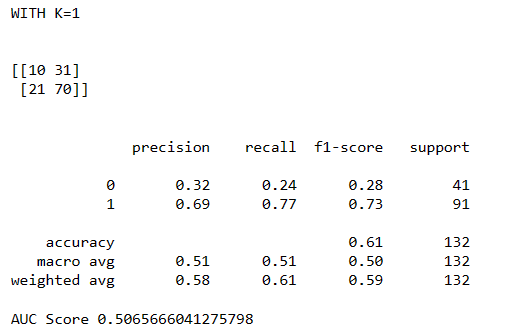 WITH K=1
[[10 31]
[21 70]]
precision recall f1-score support
0 0.32 0.24 0.28 41
1 0.69 0.77 0.73 91
accuracy 0.61 132
macro avg 0.51 0.51 0.50 132
weighted avg 0.58 0.61 0.59 132
AUC Score 0.5065666041275798